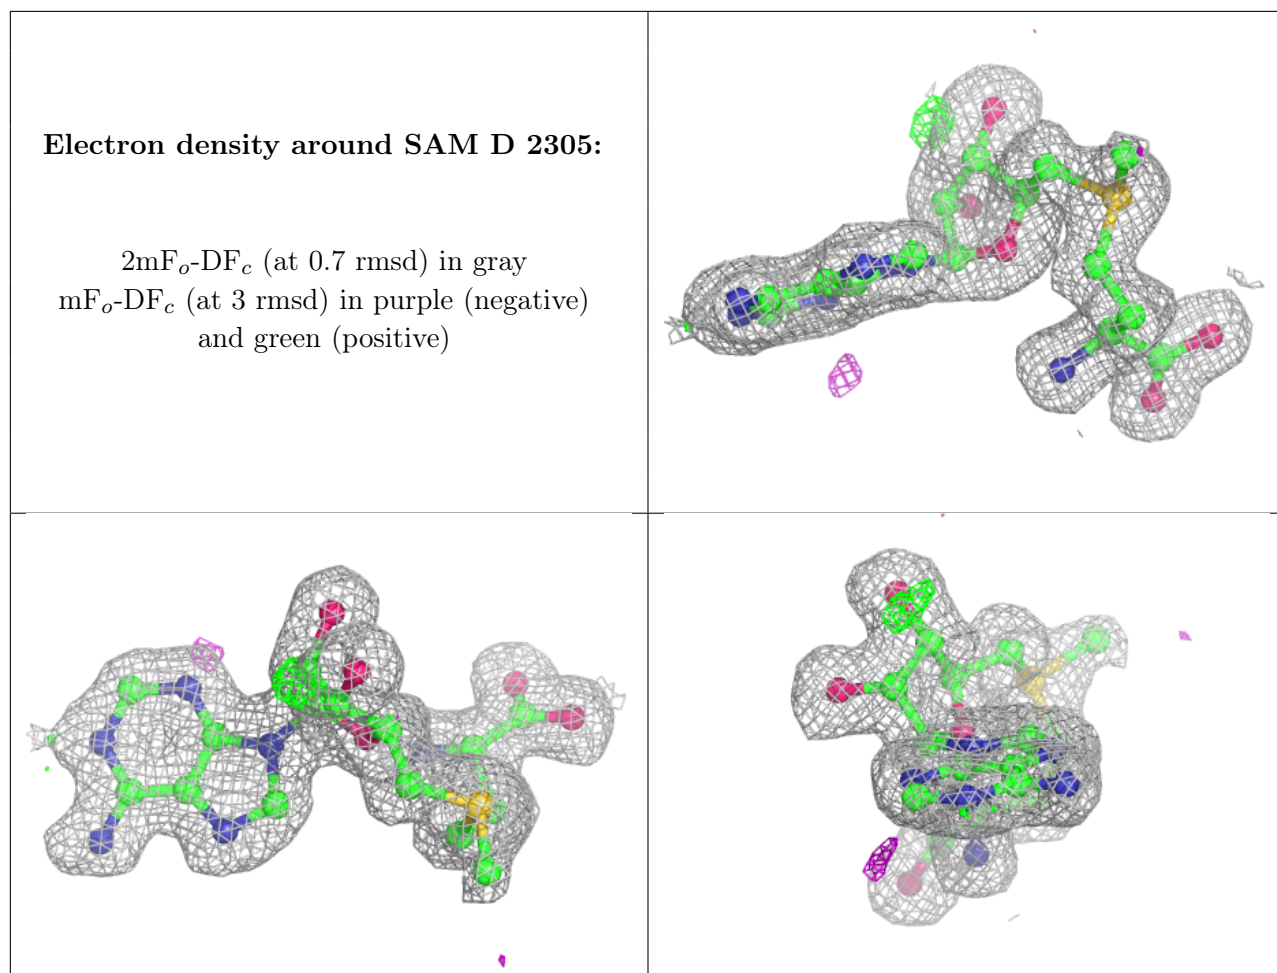 Electron density around SAM D 2305:
2mFo-DFc (at 0.7 rmsd) in gray
mFo-DFc (at 3 rmsd) in purple (negative)
and green (positive)